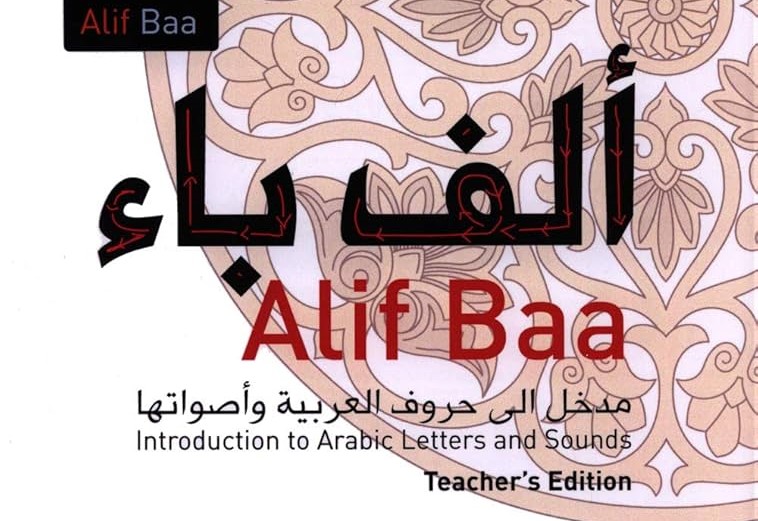 Alif Baa
ألف باء
Alif Baa
مدخل الى حروف العربية وأصواتها
Introduction to Arabic Letters and Sounds
Teacher's Edition